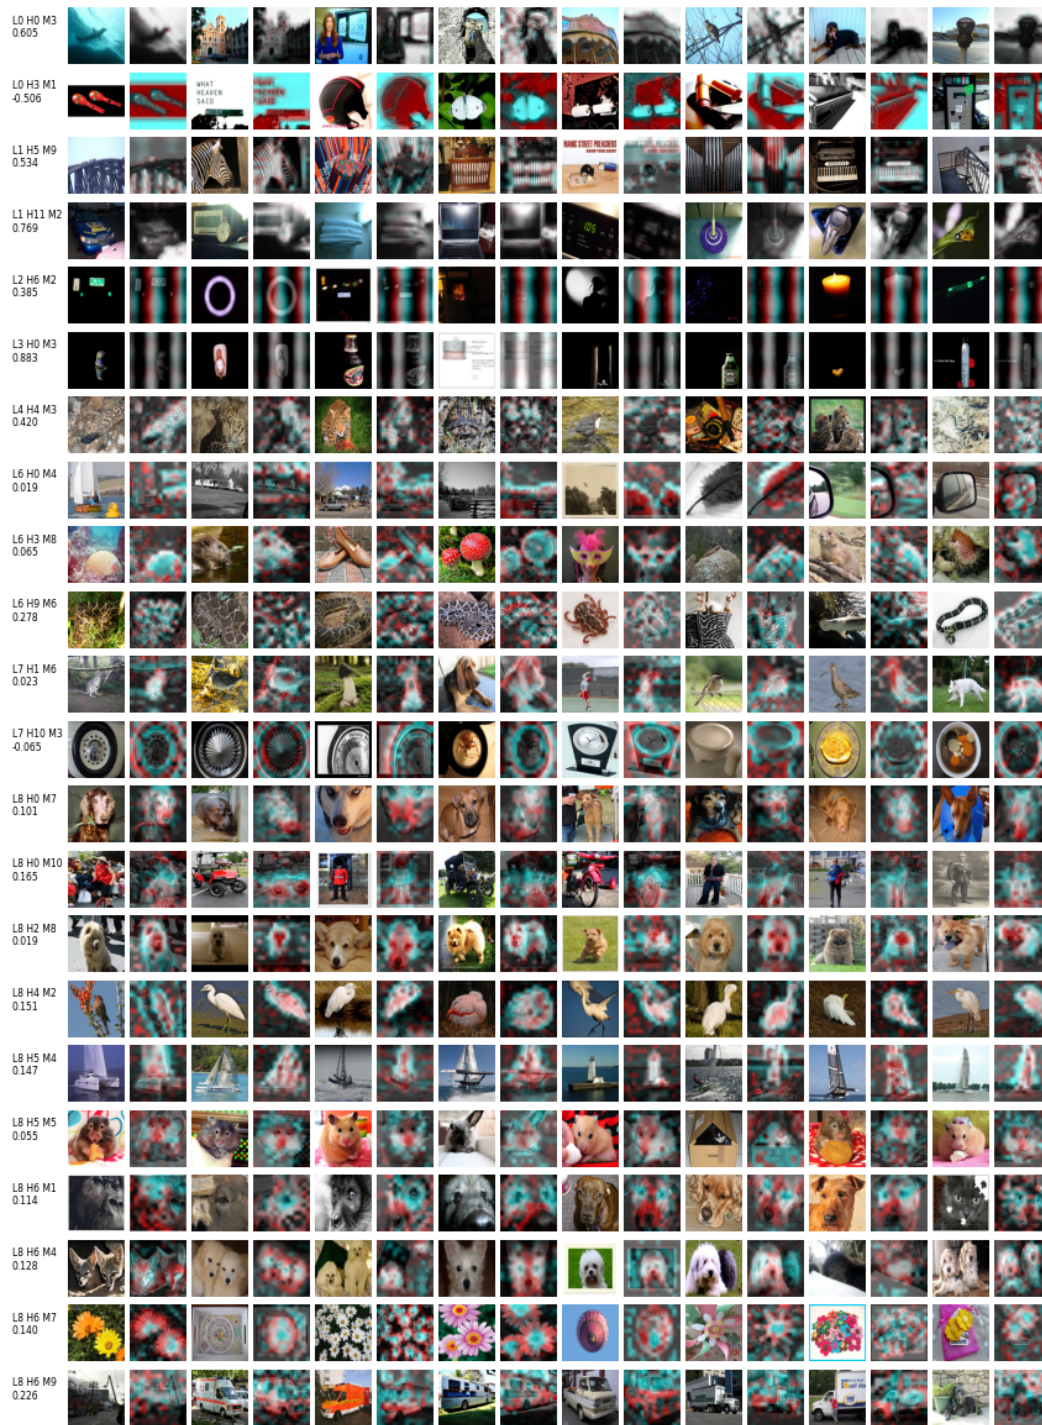 L0 H0 M3
0.605
L0 H3 M1
-0.506
WHAT
HEAVEN
SAID
L1 H5 M9
0.534
MANIC STREET PREACHERS
L1 H11 M2
0.769
L2 H6 M2
0.385
L3 H0 M3
0.883
L4 H4 M3
0.420
L6 H0 M4
0.019
L6 H3 M8
0.065
L6 H9 M6
0.278
L7 H1 M6
0.023
L7 H10 M3
-0.065
L8 H0 M7
0.101
L8 H0 M10
0.165
L8 H2 M8
0.019
L8 H4 M2
0.151
L8 H5 M4
0.147
L8 H5 M5
0.055
L8 H6 M1
0.114
L8 H6 M4
0.128
L8 H6 M7
0.140
L8 H6 M9
0.226